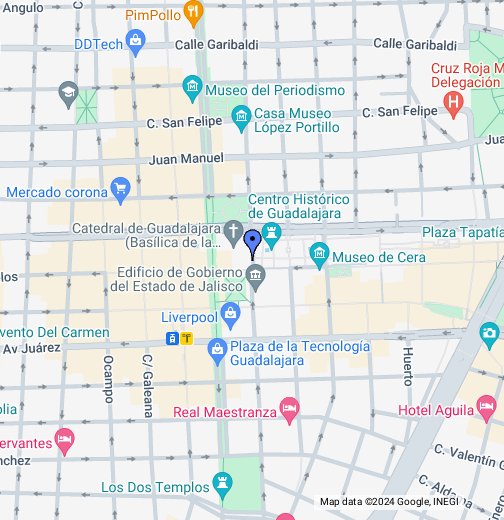 Angulo
PimPollo
DDTech
Calle Garibaldi
Calle Garibaldi
Cruz Roja M
Delegación
Museo del Periodismo
C. San Felipe
C. San Felipe
Casa Museo
López Portillo
Jua
Juan Manuel
Mercado corona
Centro Histórico
de Guadalajara
Catedral de Guadalajara
(Basílica de la...
Plaza Tapatía
Museo de Cera
los
Edificio de Gobierno
del Estado de Jalisco
Liverpool
vento Del Carmen
Av Juárez
Plaza de la Tecnología
Guadalajara
Ocampo
C/ Galeana
Huerto
Real Maestranza
Hotel Aguila
olia
ervantes
nchez
C. Valentín G
C. Aldama
Los Dos Templos
Map data ©2024 Google, INEGI